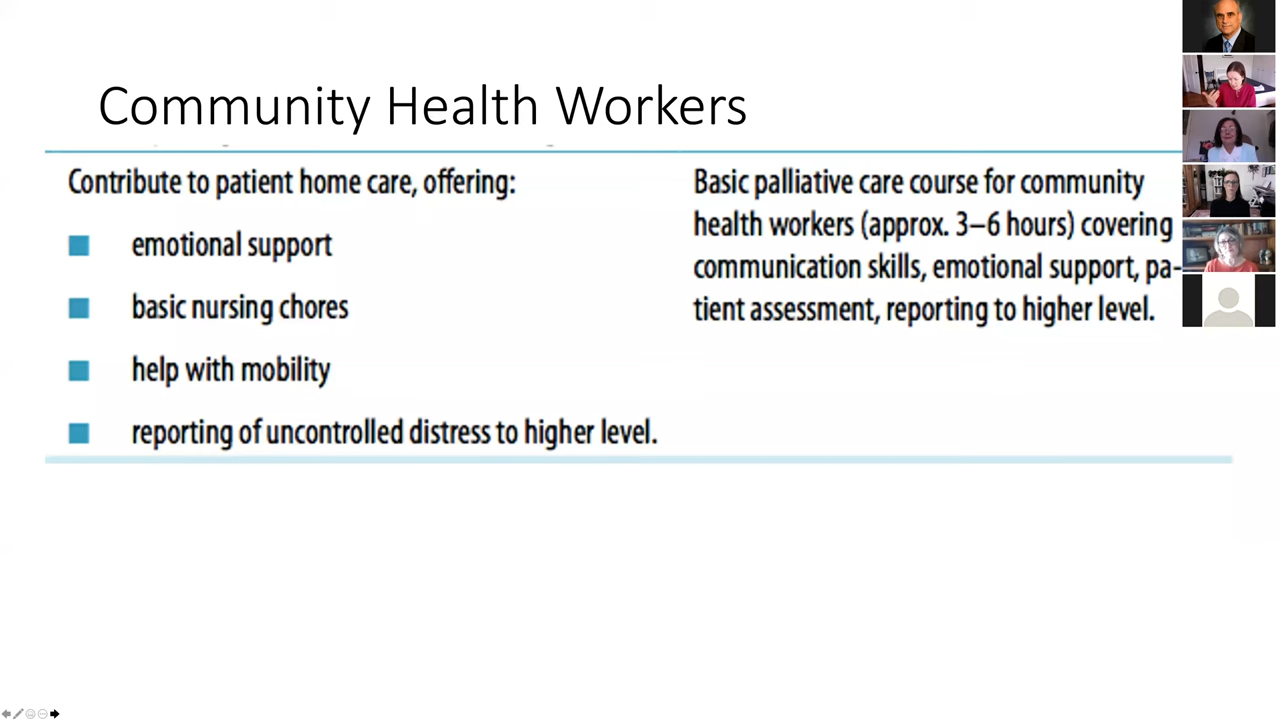 Community Health Workers
Contribute to patient home care, offering:
emotional support
basic nursing chores
help with mobility
reporting of uncontrolled distress to higher level.
Basic palliative care course for community
health workers (approx. 3–6 hours) covering
communication skills, emotional support, pa-
tient assessment, reporting to higher level.